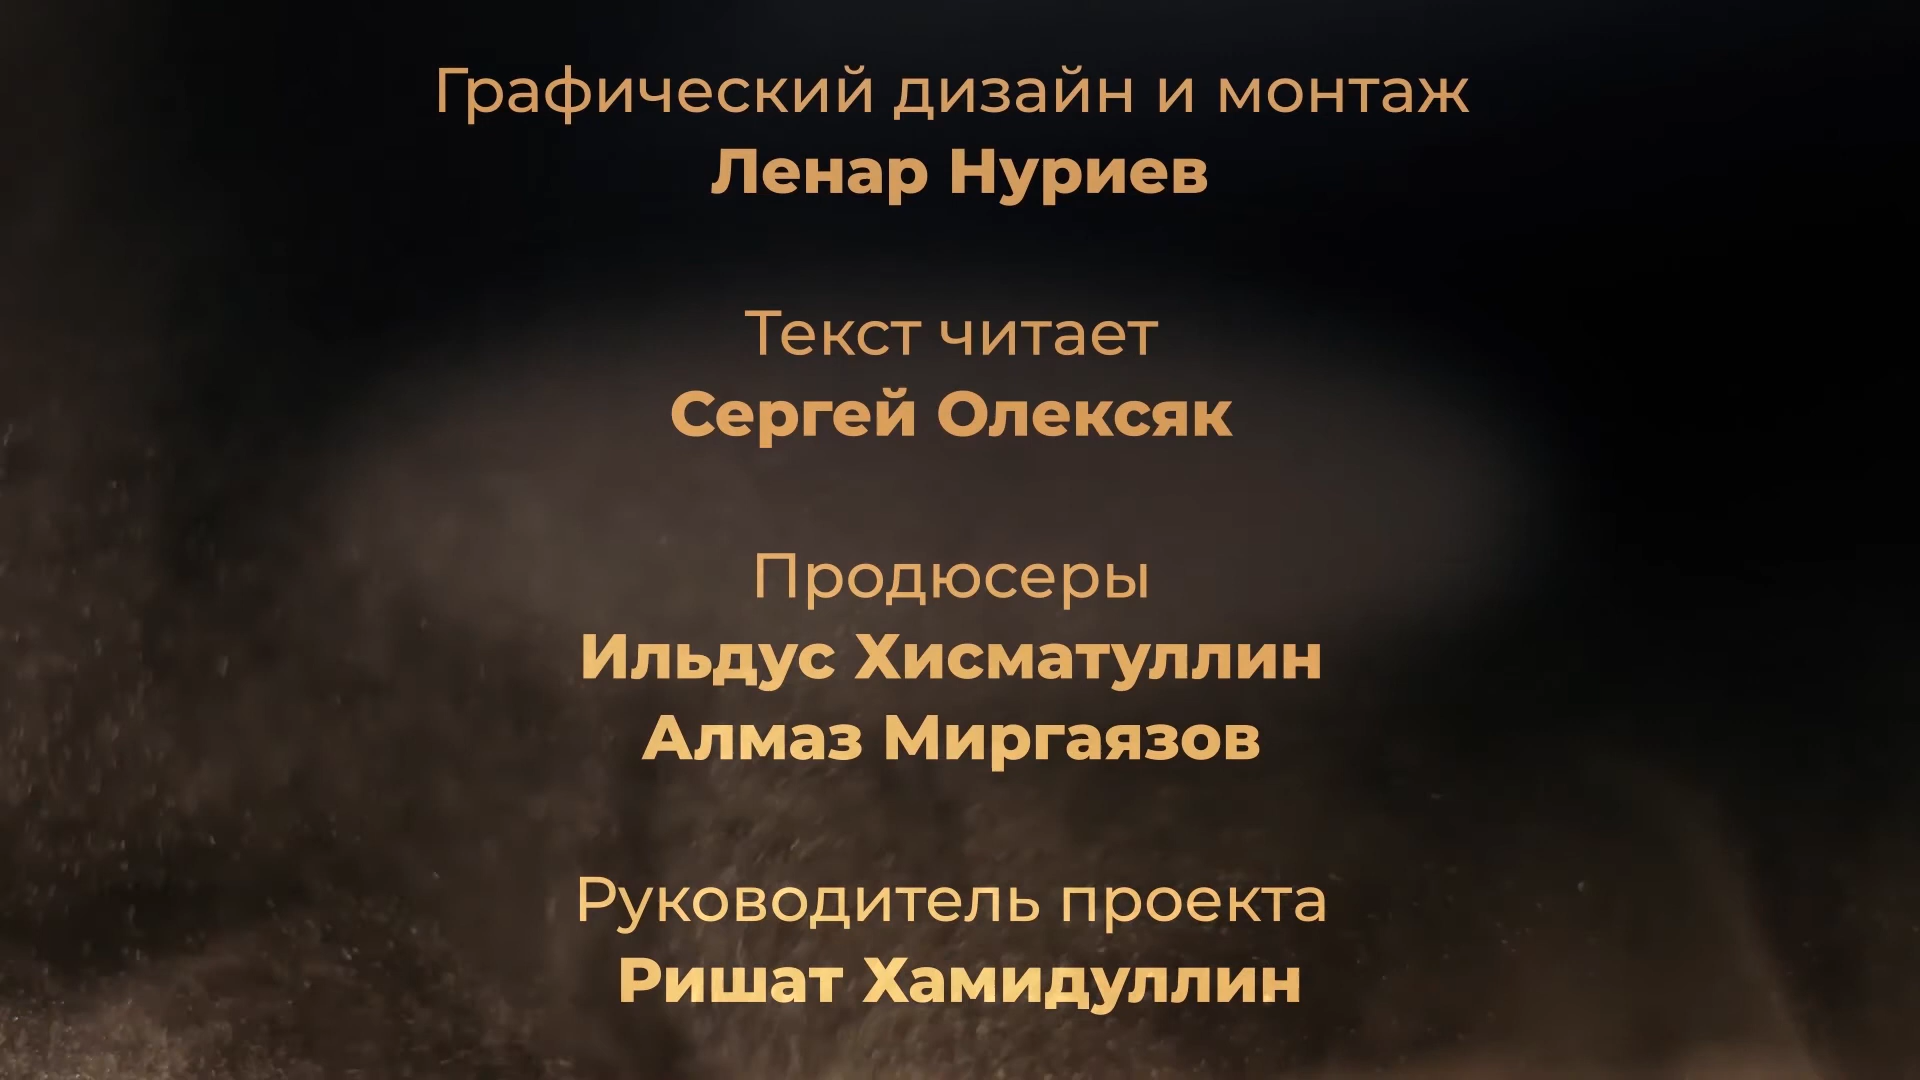 Графический дизайн и монтаж
Ленар Нуриев
Текст читает
Сергей Олексяк
Продюсеры
Ильдус Хисматуллин
Алмаз Миргаязов
Руководитель проекта
Ришат Хамидуллин